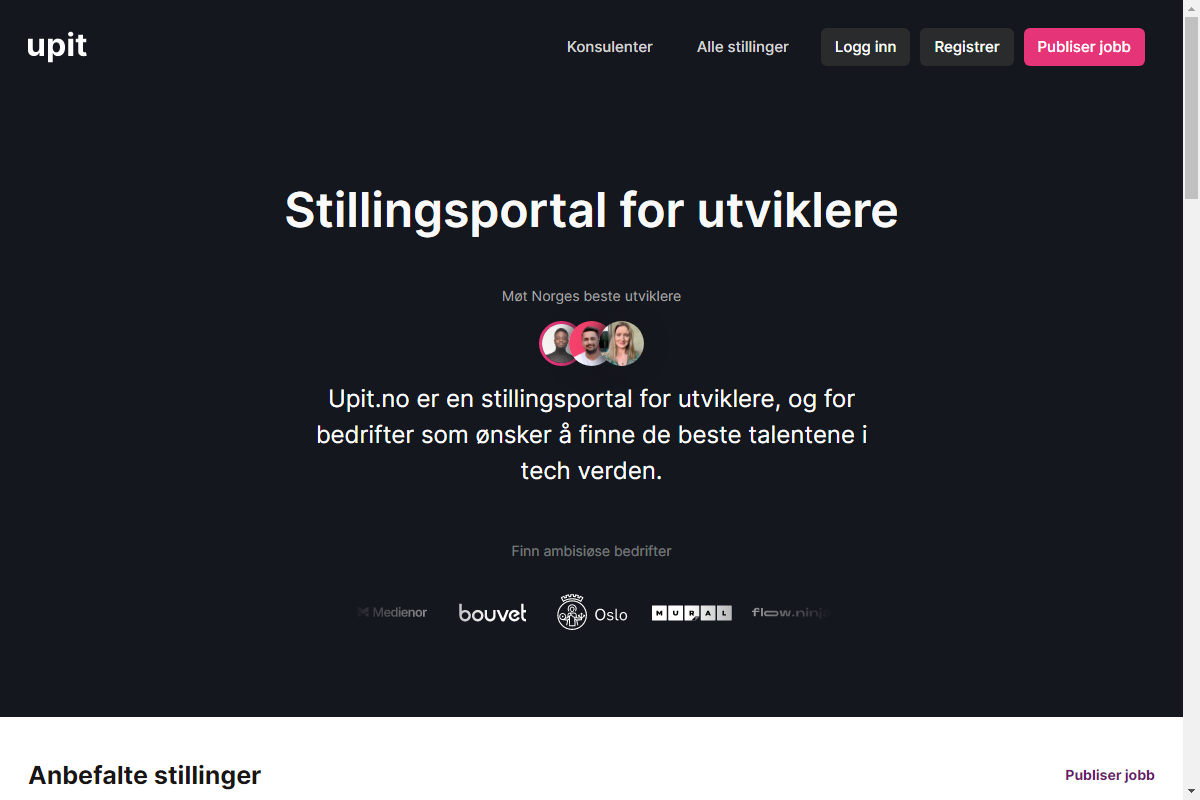 upit
Konsulenter
Alle stillinger
Logg inn
Registrer
Publiser jobb
Stillingsportal for utviklere
Møt Norges beste utviklere
Upit.no er en stillingsportal for utviklere, og for
bedrifter som ønsker å finne de beste talentene i
tech verden.
Finn ambisiøse bedrifter
Medienor
bouvet
Oslo
MURAL
flow.ninja
Anbefalte stillinger
Publiser jobb